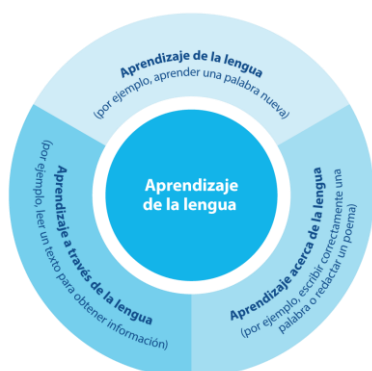 Aprendizaje de la lengua
(por ejemplo, aprender una palabra nueva)
Aprendizaje
de la lengua
Aprendizaje acerca de la lengua
(por ejemplo, escribir correctamente una
palabra o redactar un poema)
Aprendizaje a través de la lengua
(por ejemplo, leer un texto para obtener información)